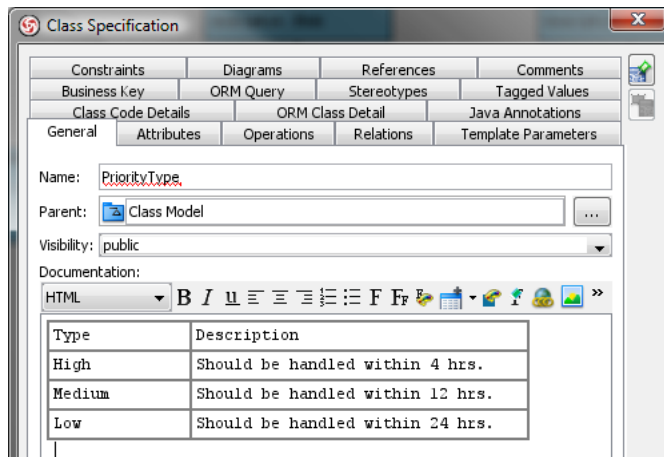 Class Specification
Constraints Diagrams References Comments
Business Key ORM Query Stereotypes Tagged Values
Class Code Details ORM Class Detail Java Annotations
General Attributes Operations Relations Template Parameters
Name: PriorityType
Parent: Class Model ...
Visibility: public
Documentation:
HTML B I U F FF »
Type Description
High Should be handled within 4 hrs.
Medium Should be handled within 12 hrs.
Low Should be handled within 24 hrs.